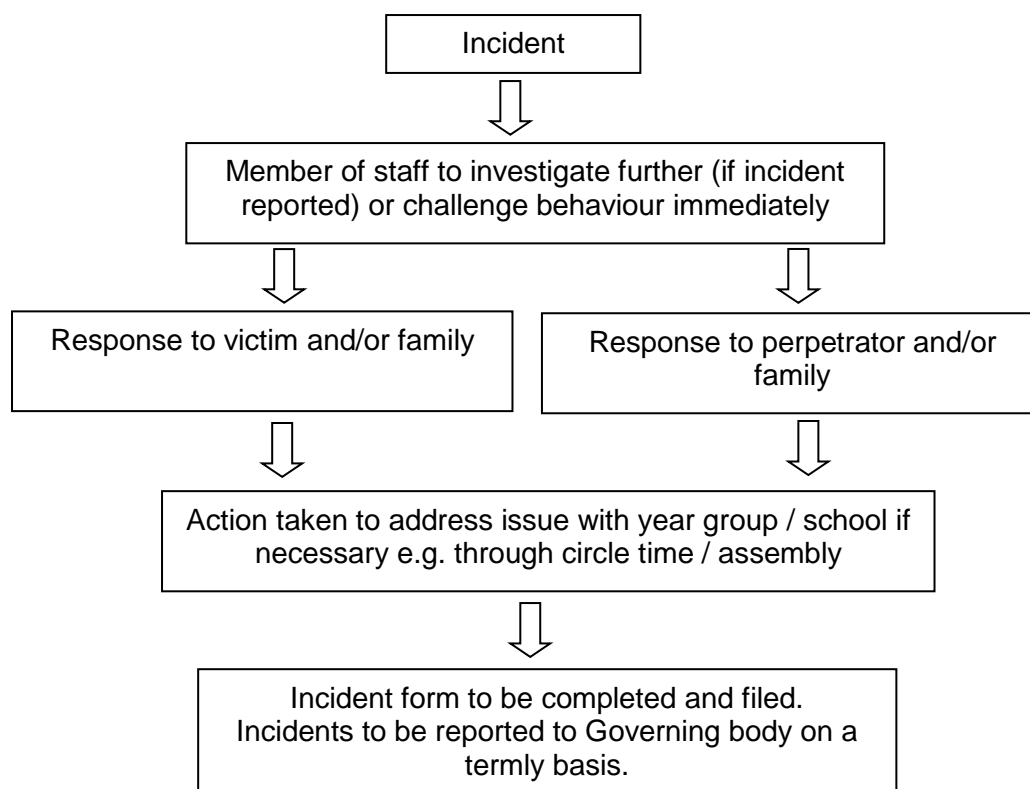 Incident
Member of staff to investigate further (if incident
reported) or challenge behaviour immediately
Response to victim and/or family
Response to perpetrator and/or
family
Action taken to address issue with year group / school if
necessary e.g. through circle time / assembly
Incident form to be completed and filed.
Incidents to be reported to Governing body on a
termly basis.